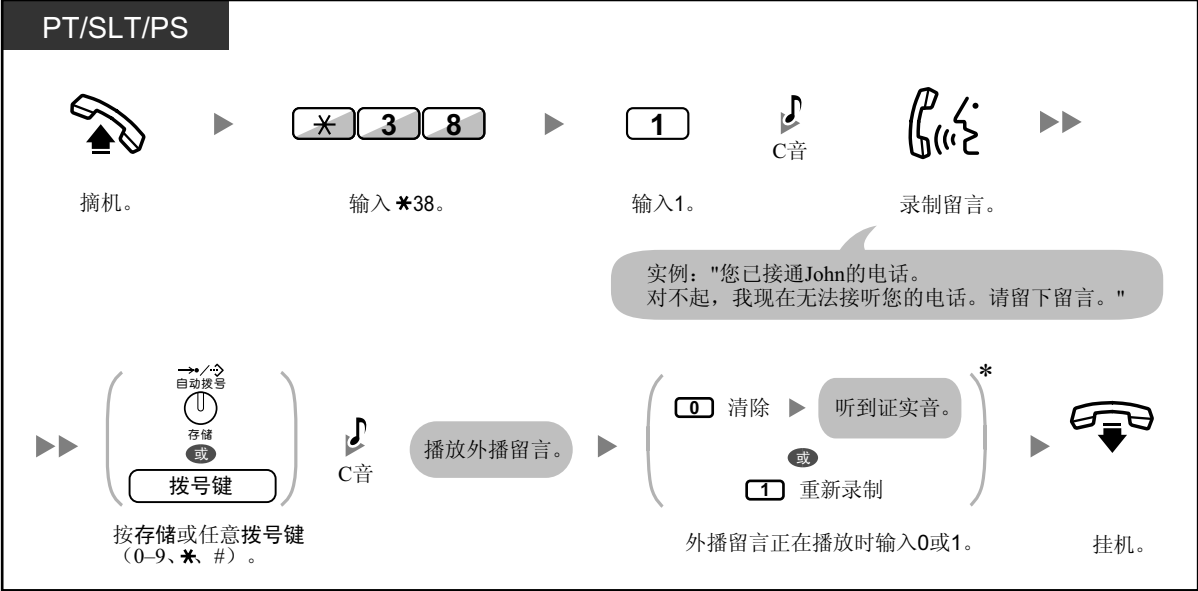 PT/SLT/PS
✱ 3 8
1
C音
摘机。
输入✱38。
输入1。
录制留言。
实例："您已接通John的电话。
对不起，我现在无法接听您的电话。请留下留言。"
自动拨号
存储
或
拨号键
C音
播放外播留言。
0 清除
听到证实音。
*
或
1 重新录制
按存储或任意拨号键
（0–9、✱、#）。
外播留言正在播放时输入0或1。
挂机。